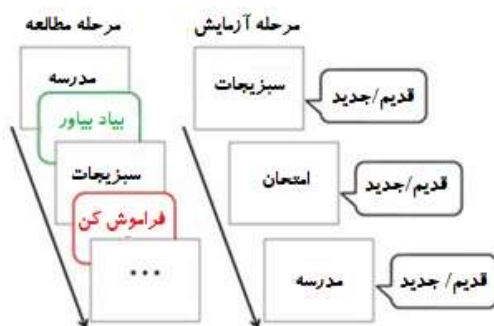 مرحله آزمایش
سبزیجات
قدیم/جدید
امتحان
قدیم/جدید
مدرسه
قدیم/ جدید
مرحله مطالعه
مدرسه
بیاد بیاور
سبزیجات
فراموش کن
...